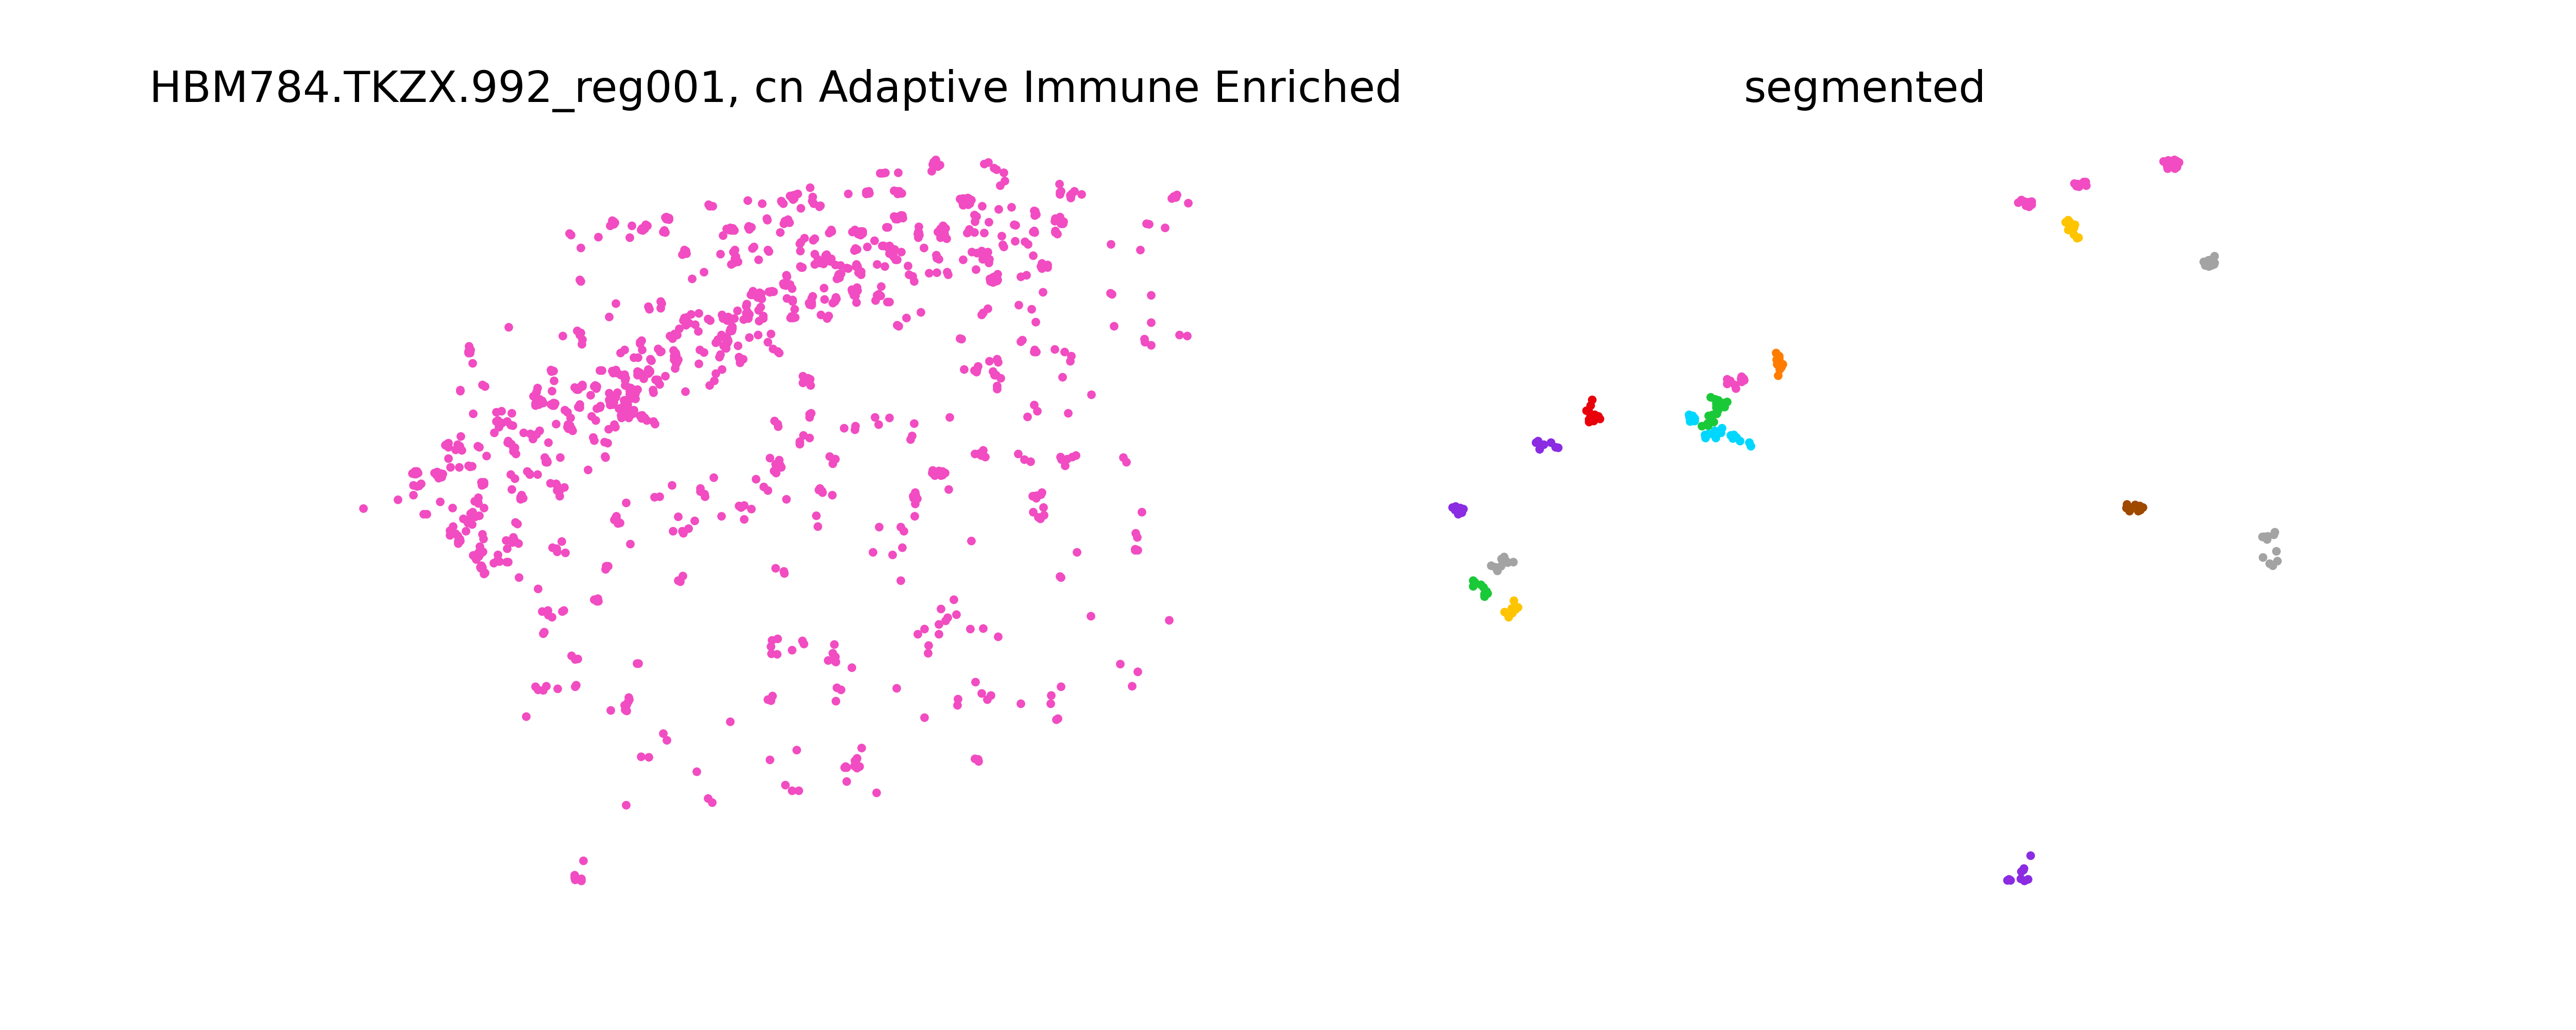 HBM784.TKZX.992_reg001, cn Adaptive Immune Enriched
segmented